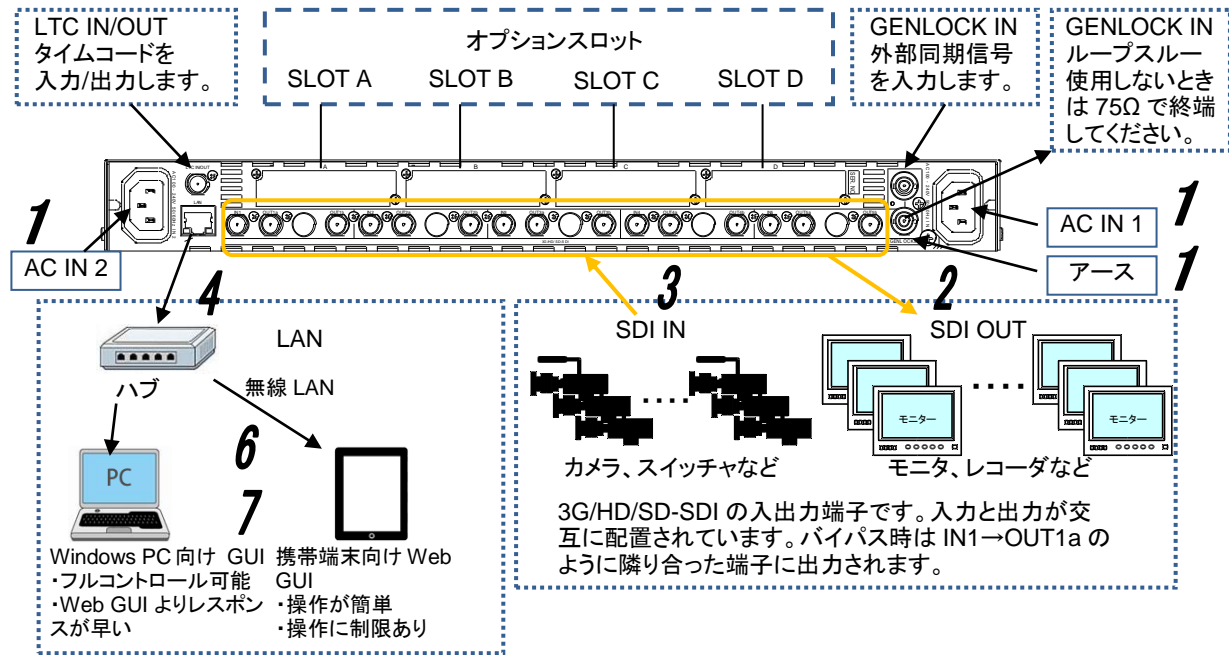 LTC IN/OUT
タイムコードを
入力/出力します。
オプションスロット
SLOT A
SLOT B
SLOT C
SLOT D
GENLOCK IN
外部同期信号
を入力します。
GENLOCK IN
ループスルー
使用しないとき
は 75Ω で終端
してください。
A
B
C
D
LAN
1
AC IN 2
AC IN 1
1
アース
1
4
3
2
LAN
ハブ
無線 LAN
6
7
PC
Windows PC 向け GUI
・フルコントロール可能
・Web GUI よりレスポン
スが早い
携帯端末向け Web
GUI
・操作が簡単
・操作に制限あり
SDI IN
SDI OUT
モニター
モニター
カメラ、スイッチャなど
モニタ、レコーダなど
3G/HD/SD-SDI の入出力端子です。入力と出力が交
互に配置されています。バイパス時は IN1→OUT1a の
ように隣り合った端子に出力されます。